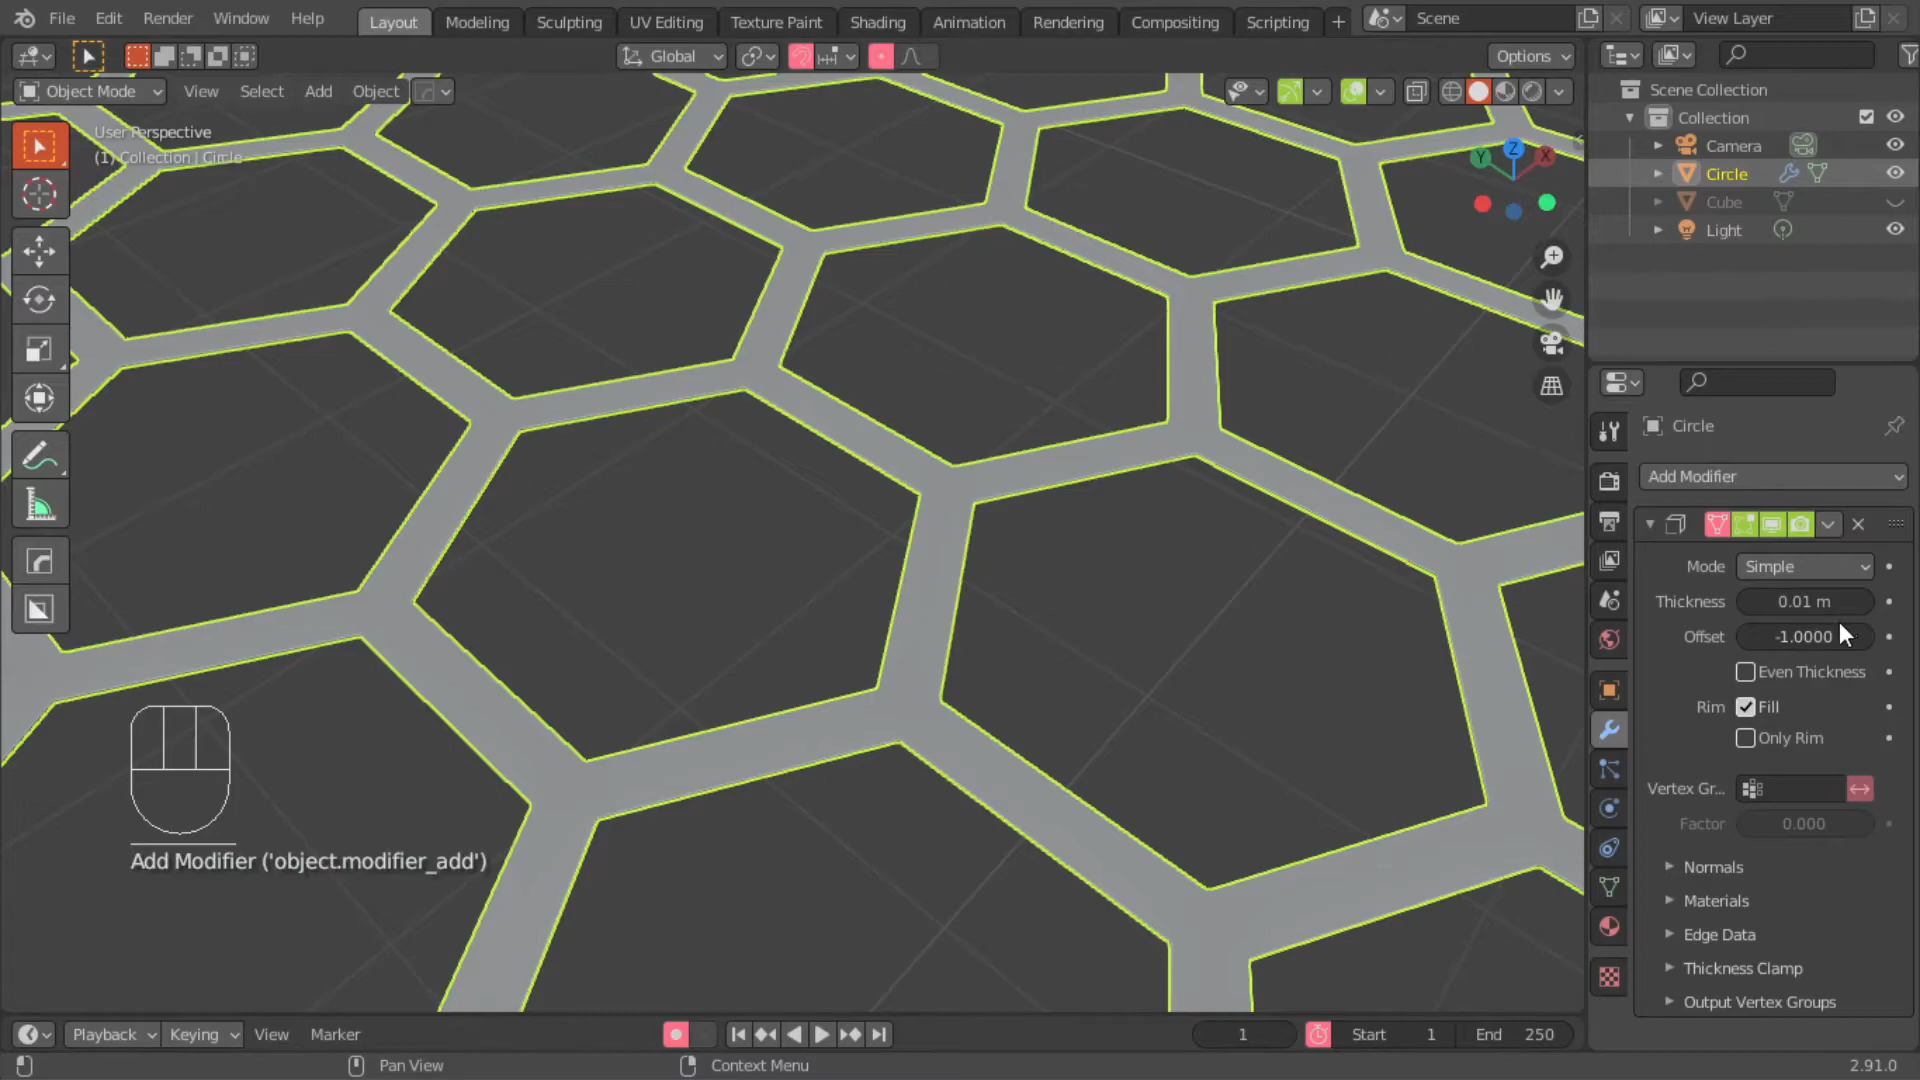 File Edit Render Window Help Layout Modeling Sculpting UV Editing Texture Paint Shading Animation Rendering Compositing Scripting + Scene View Layer
Global Options
Object Mode View Select Add Object
User Perspective
(1) Collection | Circle
Z
Y
X
Scene Collection
Collection
Camera
Circle
Cube
Light
Circle
Add Modifier
Mode Simple
Thickness 0.01 m
Offset -1.0000
Even Thickness
Rim Fill
Only Rim
Vertex Gr...
Factor 0.000
Normals
Materials
Edge Data
Thickness Clamp
Output Vertex Groups
Add Modifier ('object.modifier_add')
Playback Keying View Marker 1 Start 1 End 250
Pan View Context Menu 2.91.0